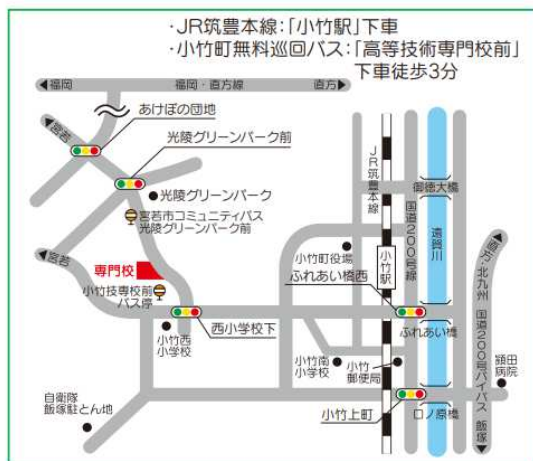 ・JR筑豊本線：「小竹駅」下車
・小竹町無料巡回バス：「高等技術専門校前」
下車徒歩3分
◀福岡
福岡・直方線
直方▶
あけぼの団地
◀宮若
光陵グリーンパーク前
光陵グリーンパーク
宮若市コミュニティバス
光陵グリーンパーク前
JR筑豊本線
御徳大橋
国道200号線
遠賀川
◀宮若
専門校
小竹技専校前
バス停
小竹町役場
小竹駅
ふれあい橋西
◀直方・北九州 国道200号バイパス 飯塚▶
西小学校下
ふれあい橋
小竹西
小学校
小竹南
小学校
小竹
郵便局
頴田
病院
自衛隊
飯塚駐とん地
小竹上町
口ノ原橋